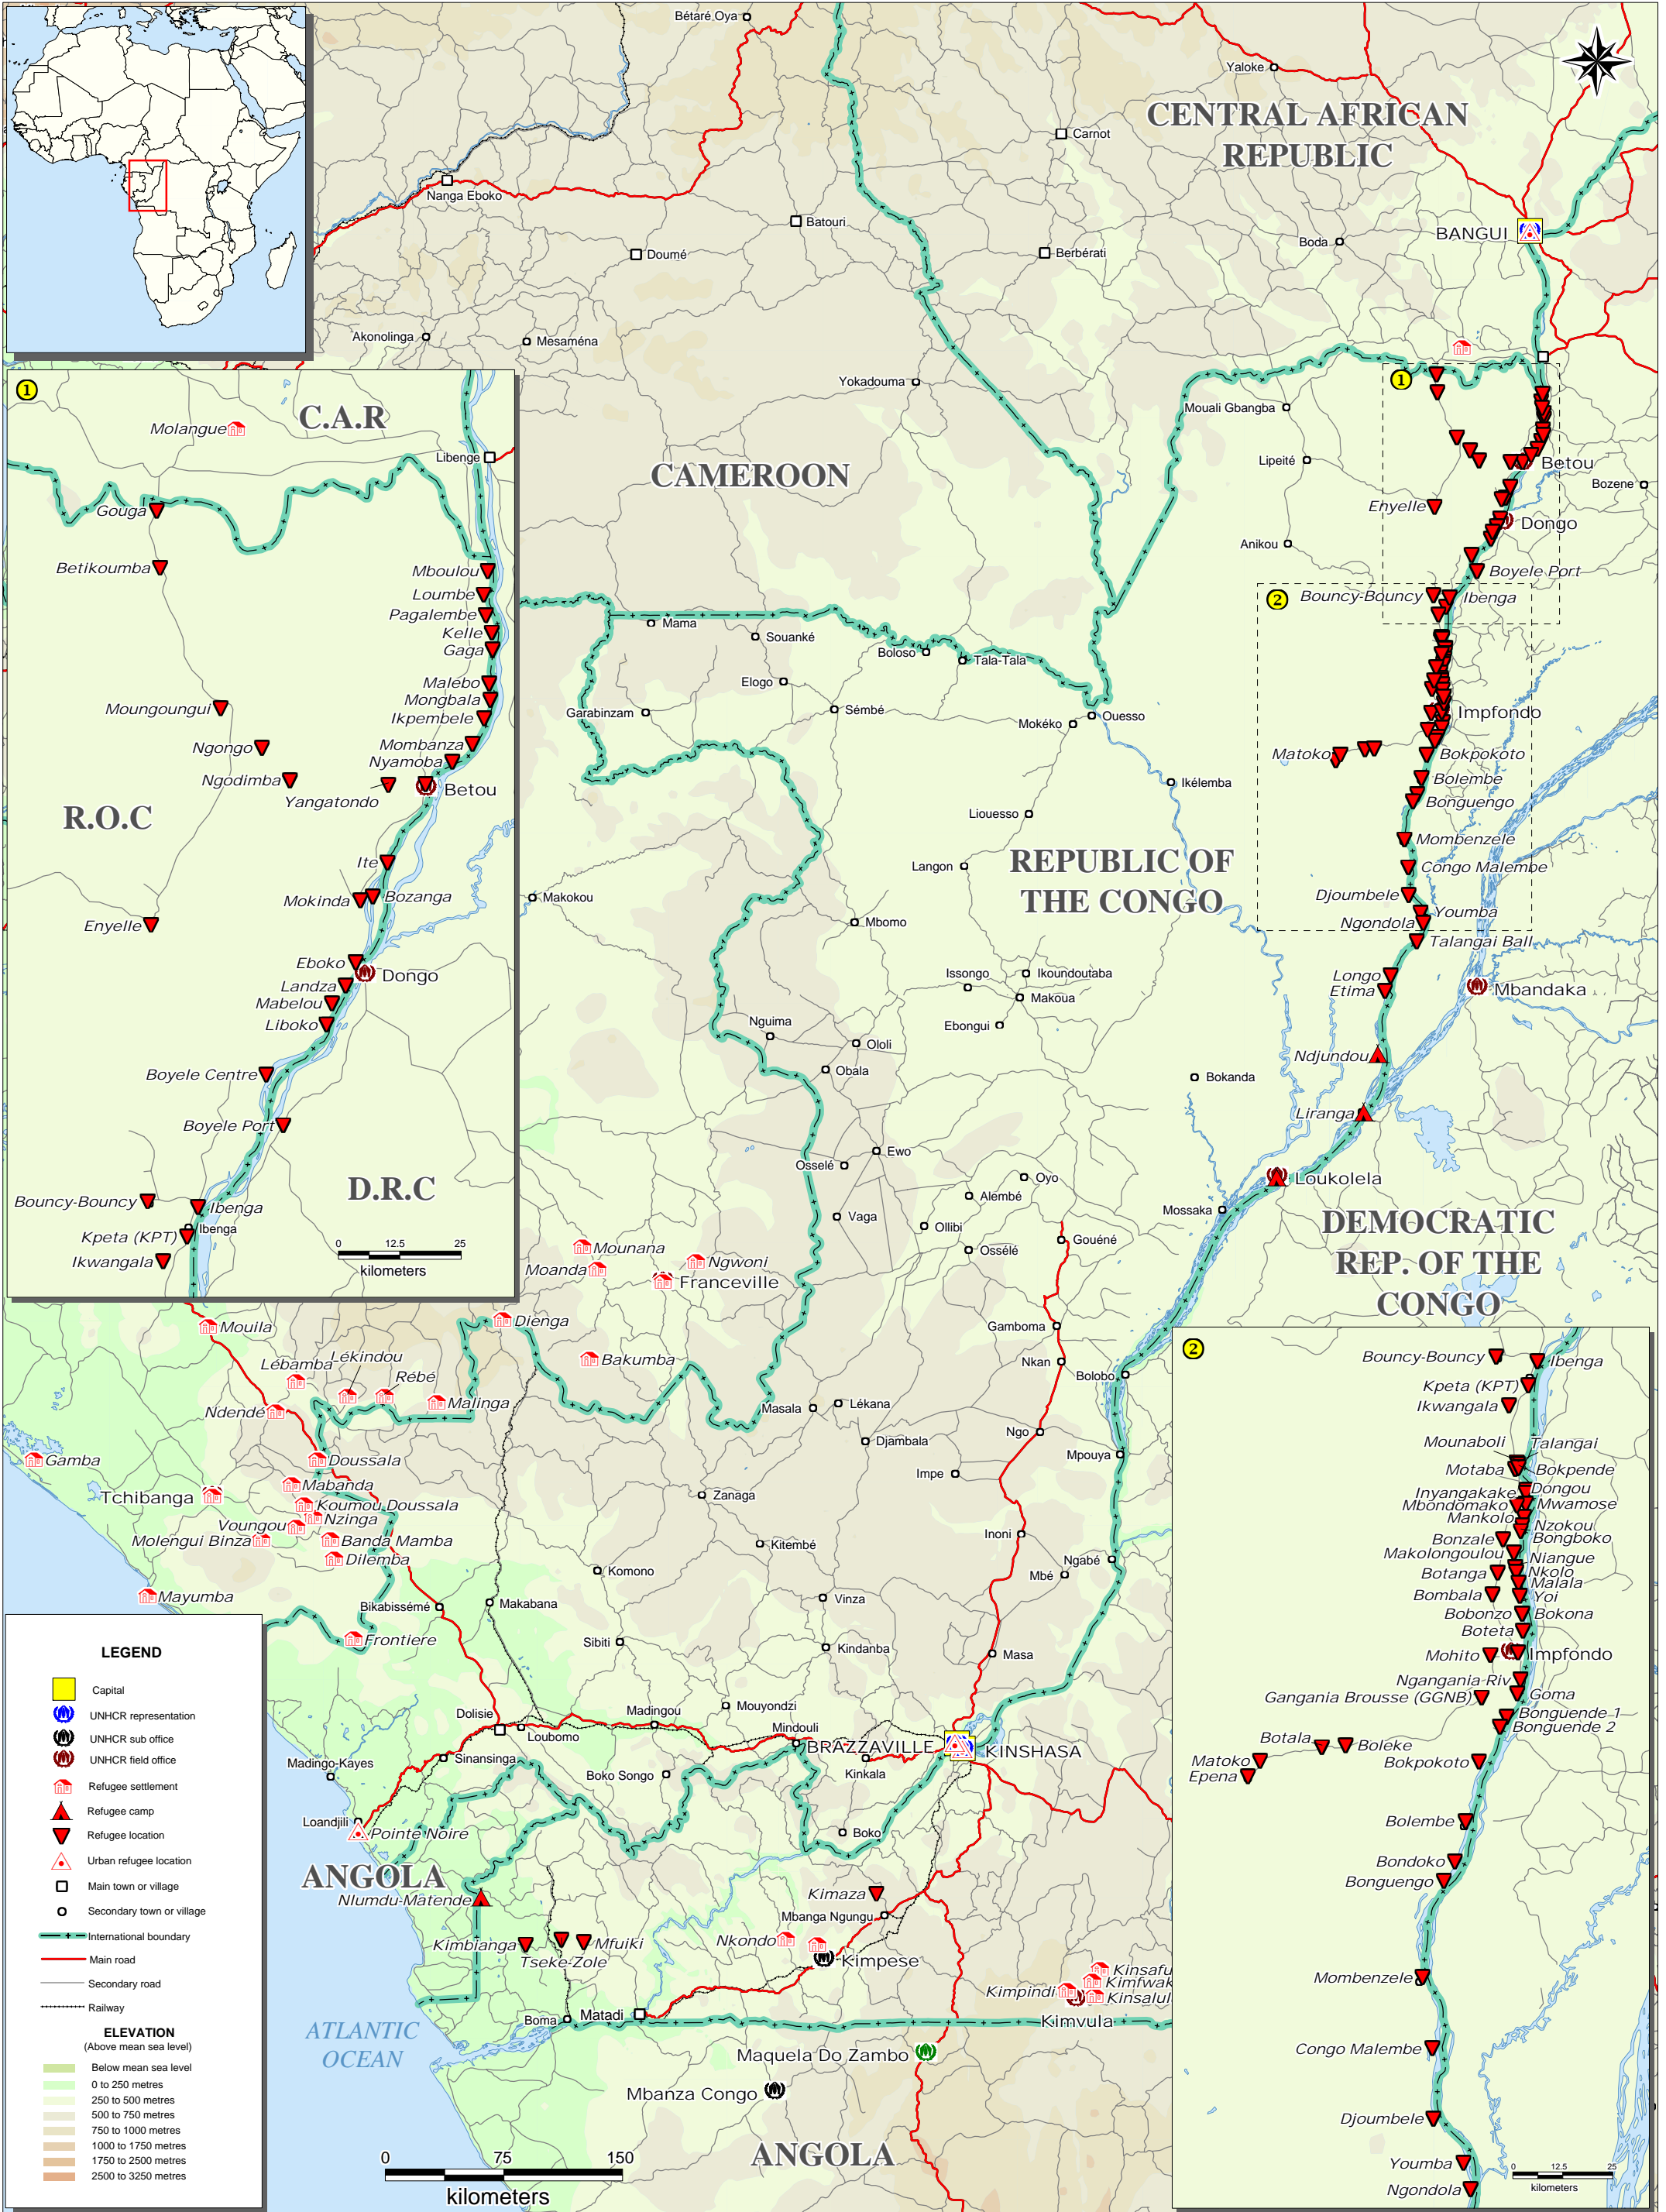 Bétaré Oya
Yaloke
CENTRAL AFRICAN
REPUBLIC
Carnot
Nanga Eboko
Batouri
Doumé
Berbérati
Boda
BANGUI
Akonolinga
Mesaména
Yokadouma
Mouali Gbangba
CAMEROON
Lipeité
Betou
Bozene
Enyelle
Dongo
Anikou
Boyele Port
1
2
Bouncy-Bouncy
Ibenga
Mama
Souanké
Boloso
Tala-Tala
Elogo
Garabinzam
Sémbé
Mokéko
Ouesso
Impfondo
Matoko
Bokpokoto
Ikélemba
Bolembe
Bonguengo
Liouesso
Mombenzele
REPUBLIC OF
THE CONGO
Langon
Congo Malembe
Makokou
Djoumbele
Mbomo
Youmba
Ngondola
Talangai Ball
Issongo
Ikoundoutaba
Longo
Etima
Mbandaka
Makoua
Nguima
Ebongui
Ololi
Obala
Ndjoundou
Bokanda
Liranga
Ewo
Osselé
Oyo
Loukolela
Alembé
Vaga
Ollibi
Mossaka
DEMOCRATIC
REP. OF THE
CONGO
Gouéné
Ossélé
Mounana
Moanda
Ngwoni
Franceville
Mouila
Dienga
Gamboma
Lébamba
Lékindou
Bakumba
Nkan
Rébé
Bolobo
Malinga
Ndendé
Masala
Lékana
Ngo
Djambala
Mpouya
Gamba
Doussala
Impe
Mabanda
Tchibanga
Koumou Doussala
Zanaga
Nzinga
Voungou
Molengui Binza
Banda Mamba
Inoni
Kitembé
Dilemba
Ngabé
Komono
Mbé
Mayumba
Vinza
Bikabissémé
Makabana
Frontiere
Sibiti
Kindanba
Masa
Dolisie
Madingou
Mouyondzi
Loubomo
Mindouli
BRAZZAVILLE
KINSHASA
Sinansinga
Madingo-Kayes
Boko Songo
Kinkala
Loandjili
Pointe Noire
Boko
ANGOLA
Nlumdu-Matende
Kimaza
Mbanga Ngungu
Kimbianga
Mfuiki
Tseke-Zole
Nkondo
Kimpese
Kinsafu
Kimfwak
Kimpindi
Kinsalul
Boma
Matadi
Kimvula
ATLANTIC
OCEAN
Maquela Do Zambo
Mbanza Congo
ANGOLA
0 75 150
kilometers
1
C.A.R
Molangue
Libenge
Gouga
Betikoumba
Mboulou
Loumbe
Pagalembe
Kelle
Gaga
Malebo
Mongbala
Moungoungui
Ikpembele
Ngongo
Mombanza
Nyamoba
Ngodimba
Yangatondo
Betou
R.O.C
Ite
Mokinda
Bozanga
Enyelle
Eboko
Dongo
Landza
Mabelou
Liboko
Boyele Centre
Boyele Port
D.R.C
Bouncy-Bouncy
Ibenga
Ibenga
Kpeta (KPT)
Ikwangala
0 12.5 25
kilometers
2
Bouncy-Bouncy
Ibenga
Kpeta (KPT)
Ikwangala
Mounaboli
Talangai
Motaba
Bokpende
Inyangakake
Dongou
Mbondomako
Mwamose
Mankolo
Nzokou
Bonzale
Bongboko
Makolongoulou
Niangue
Botanga
Nkolo
Malala
Bombala
Yoi
Bobonzo
Bokona
Boteta
Mohito
Impfondo
Ngangania-Riv
Gangania Brousse (GGNB)
Goma
Bonguende 1
Bonguende 2
Botala
Boleke
Matoko
Epena
Bokpokoto
Bolembe
Bondoko
Bonguengo
Mombenzele
Congo Malembe
Djoumbele
Youmba
Ngondola
0 12.5 25
kilometers
LEGEND
Capital
UNHCR representation
UNHCR sub office
UNHCR field office
Refugee settlement
Refugee camp
Refugee location
Urban refugee location
Main town or village
Secondary town or village
International boundary
Main road
Secondary road
Railway
ELEVATION
(Above mean sea level)
Below mean sea level
0 to 250 metres
250 to 500 metres
500 to 750 metres
750 to 1000 metres
1000 to 1750 metres
1750 to 2500 metres
2500 to 3250 metres